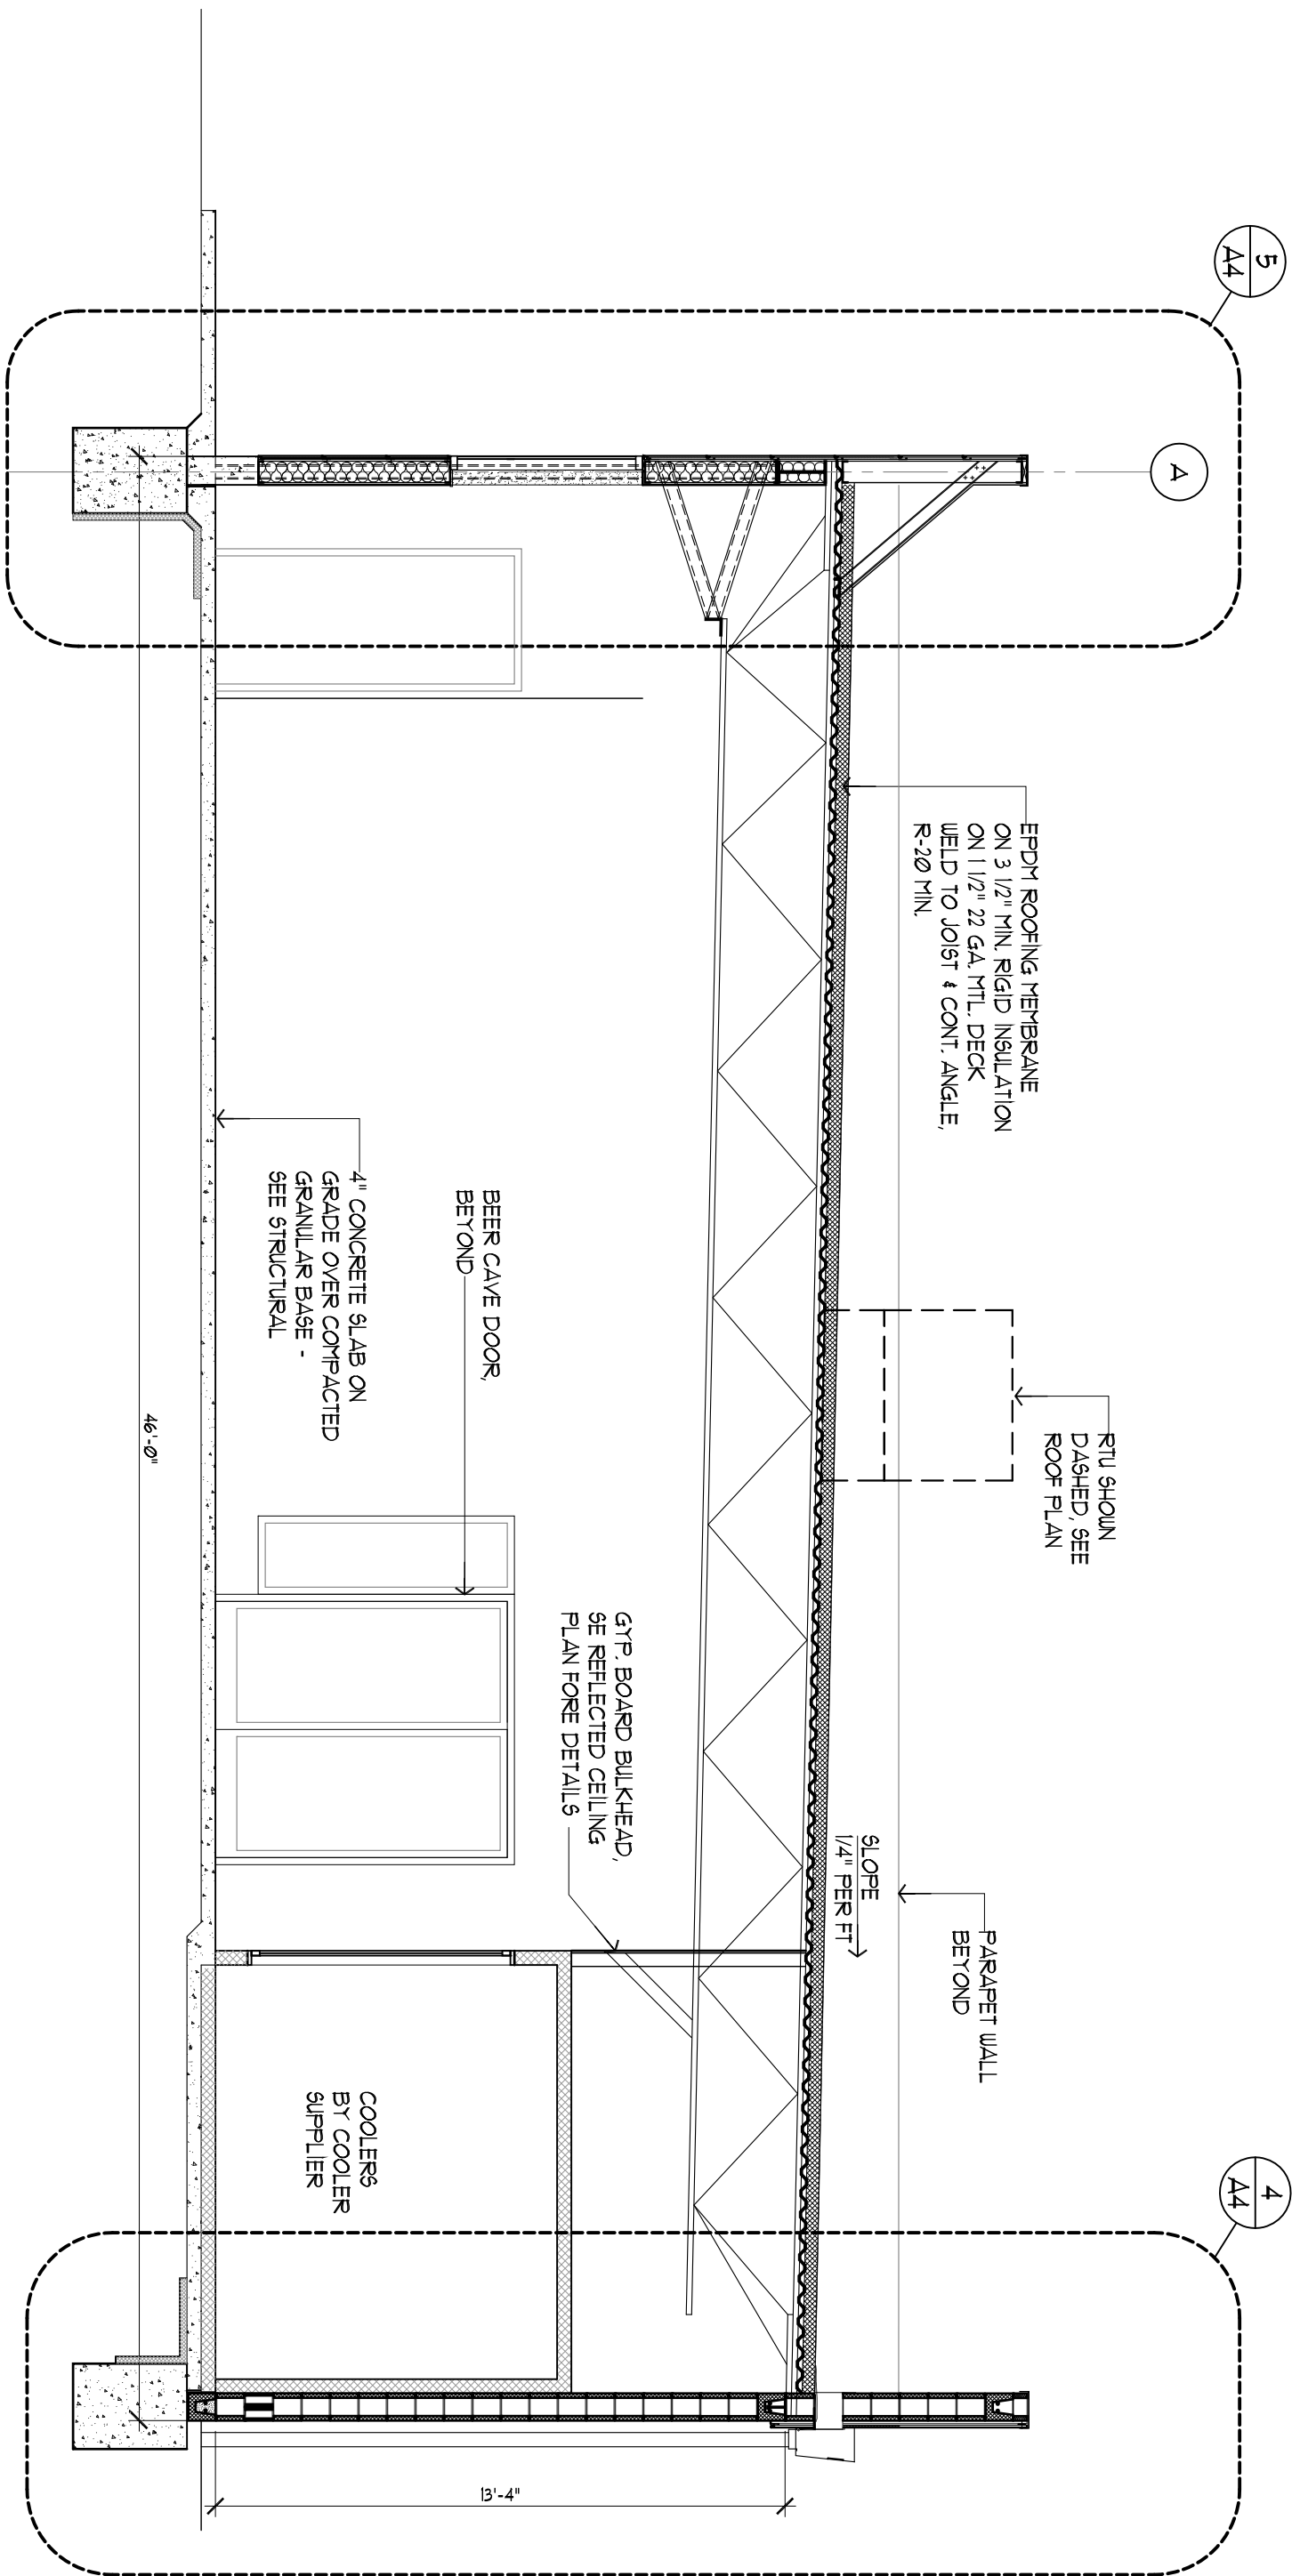 5
A4
A
4
A4
EPDM ROOFING MEMBRANE
ON 3 1/2" MIN. RIGID INSULATION
ON 1 1/2" 22 GA. MTL. DECK
WELD TO JOIST & CONT. ANGLE,
R-20 MIN.
RTU SHOWN
DASHED, SEE
ROOF PLAN
PARAPET WALL
BEYOND
SLOPE
1/4" PER FT
GYP. BOARD BULKHEAD,
SE REFLECTED CEILING
PLAN FORE DETAILS
BEER CAVE DOOR,
BEYOND
4" CONCRETE SLAB ON
GRADE OVER COMPACTED
GRANULAR BASE -
SEE STRUCTURAL
COOLERS
BY COOLER
SUPPLIER
13'-4"
46'-0"